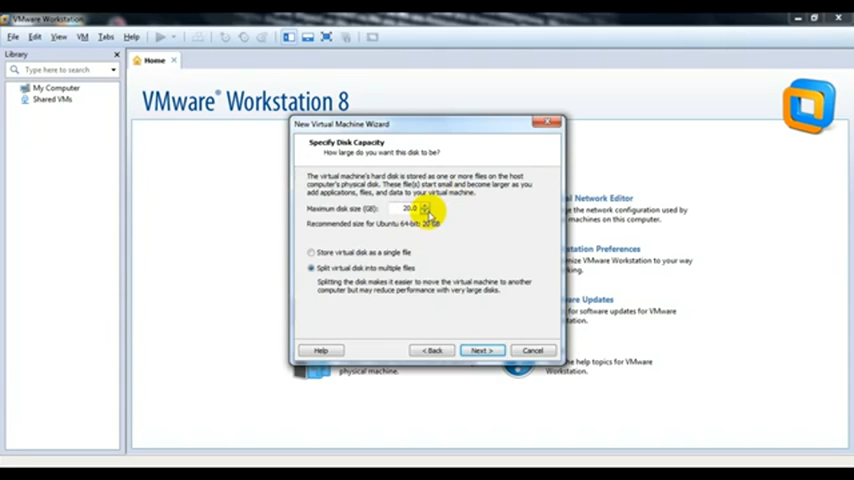 VMware Workstation
File Edit View VM Tabs Help
Library
Type here to search
My Computer
Shared VMs
Home
VMware® Workstation 8
New Virtual Machine Wizard
Specify Disk Capacity
How large do you want this disk to be?
The virtual machine's hard disk is stored as one or more files on the host
computer's physical disk. These file(s) start small and become larger as you
add applications, files, and data to your virtual machine.
Maximum disk size (GB): 20.0
Recommended size for Ubuntu 64-bit: 20 GB
Store virtual disk as a single file
Split virtual disk into multiple files
Splitting the disk makes it easier to move the virtual machine to another
computer but may reduce performance with very large disks.
Help
< Back
Next >
Cancel
tual Network Editor
ge the network configuration used by
machines on this computer.
station Preferences
mize VMware Workstation to your way
king.
are Updates
for software updates for VMware
station.
physical machine.
the help topics for VMware
Workstation.